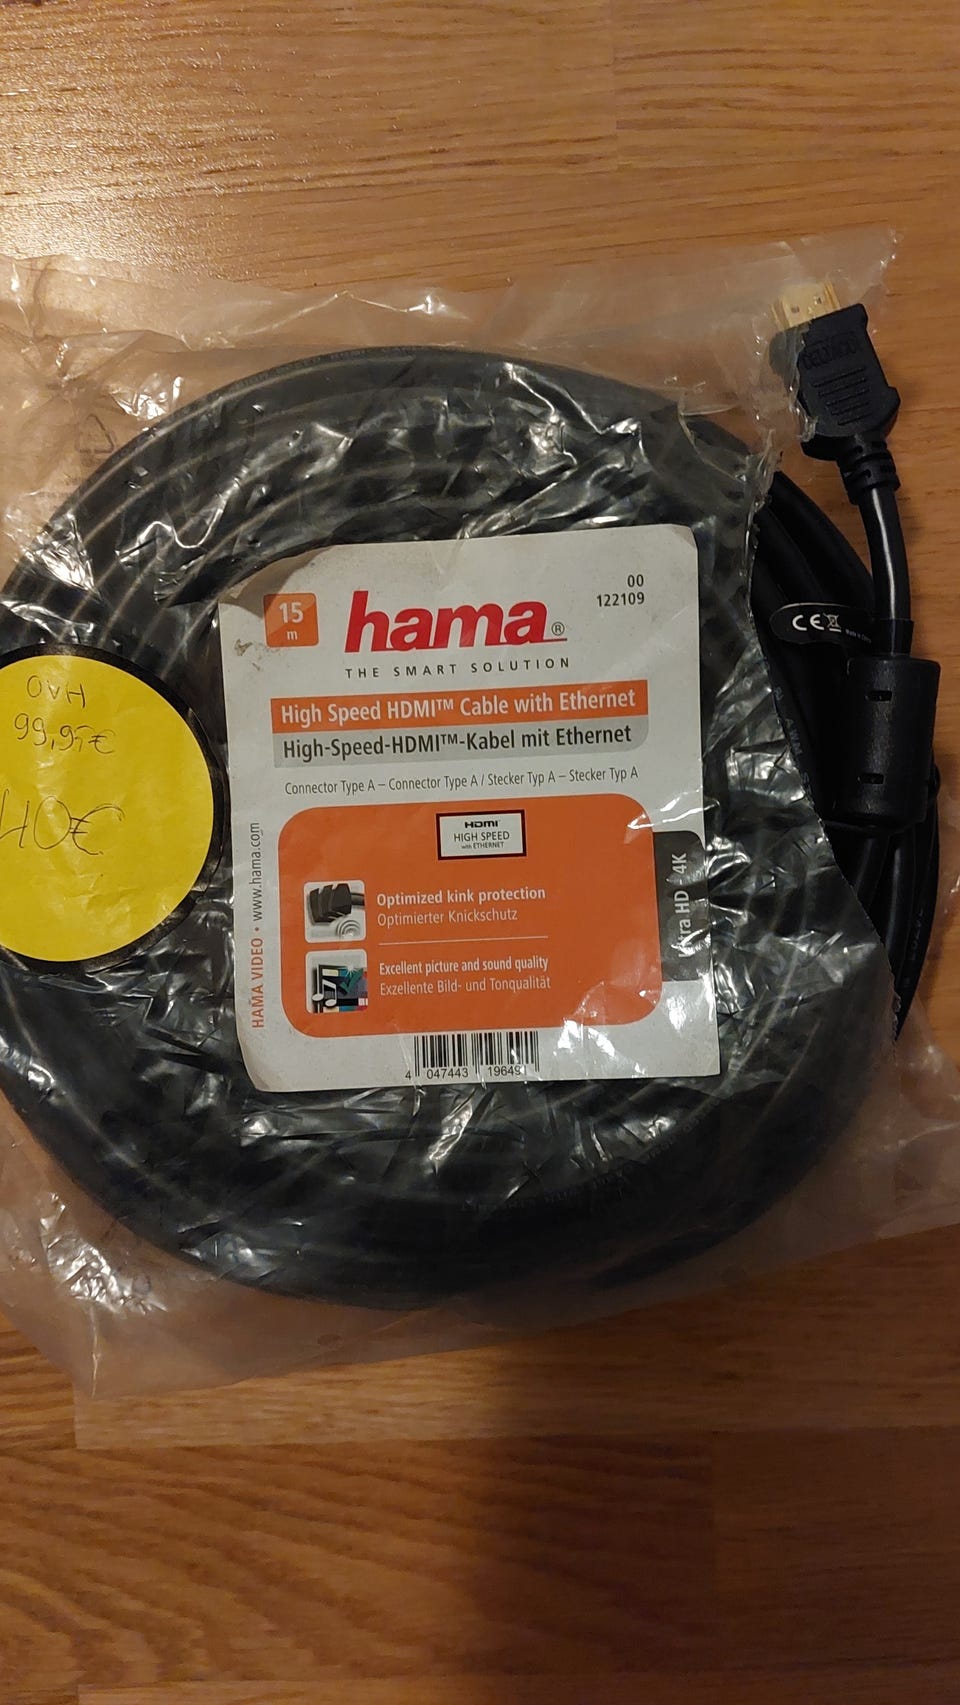 15
m
hama®
THE SMART SOLUTION
00
122109
High Speed HDMI™ Cable with Ethernet
High-Speed-HDMI™-Kabel mit Ethernet
Connector Type A – Connector Type A / Stecker Typ A – Stecker Typ A
HDMI
HIGH SPEED
with ETHERNET
Optimized kink protection
Optimierter Knickschutz
Excellent picture and sound quality
Exzellente Bild- und Tonqualität
HAMA VIDEO • www.hama.com
Ultra HD - 4K
4 047443 196491
OVH
99,95€
40€
CE